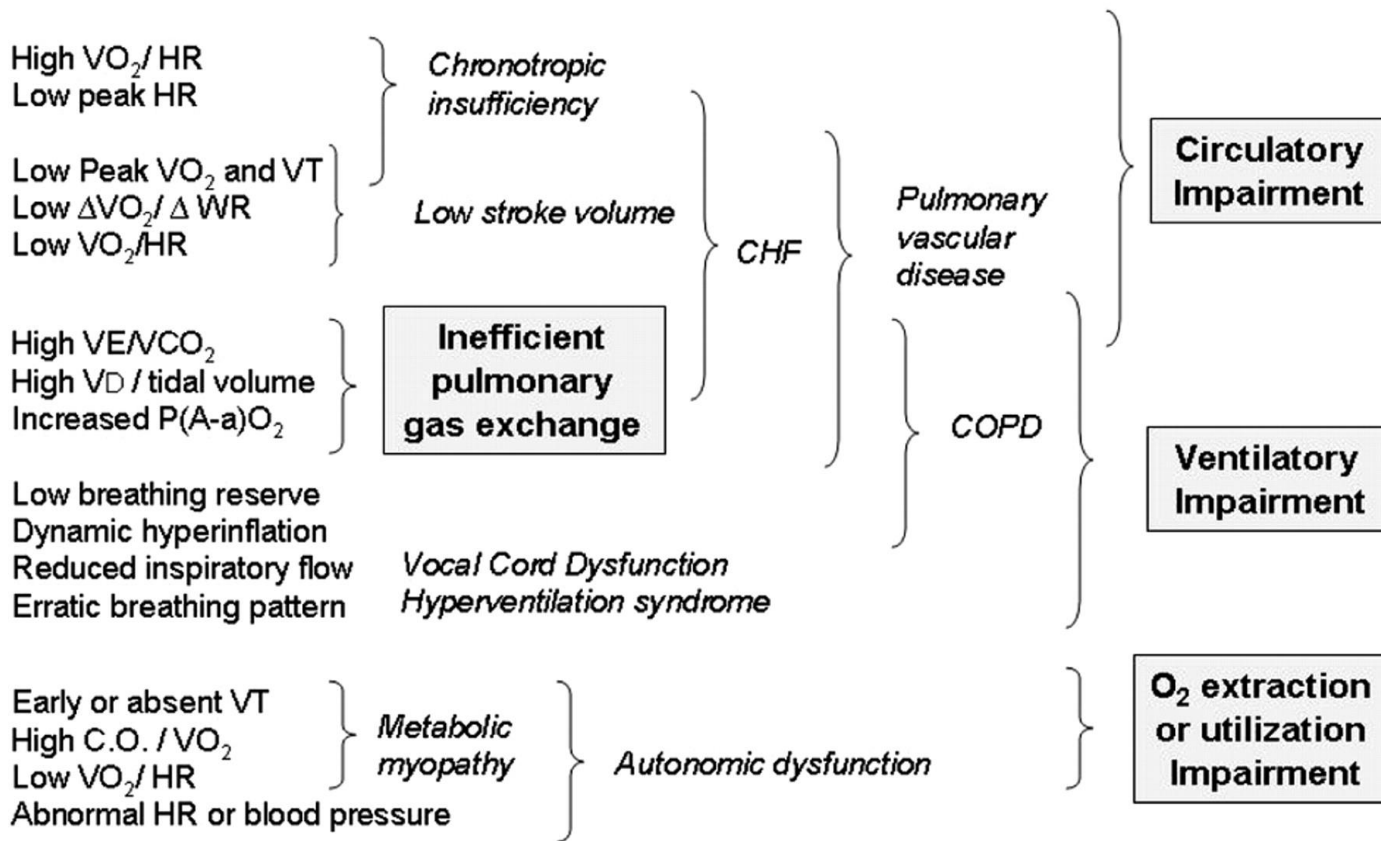 High VO₂/ HR
Low peak HR
Chronotropic
insufficiency
Low Peak VO₂ and VT
Low ΔVO₂/ Δ WR
Low VO₂/HR
Low stroke volume
High VE/VCO₂
High VD / tidal volume
Increased P(A-a)O₂
Inefficient
pulmonary
gas exchange
CHF
Pulmonary
vascular
disease
Circulatory
Impairment
Low breathing reserve
Dynamic hyperinflation
Reduced inspiratory flow
Erratic breathing pattern
Vocal Cord Dysfunction
Hyperventilation syndrome
COPD
Ventilatory
Impairment
Early or absent VT
High C.O. / VO₂
Low VO₂/ HR
Abnormal HR or blood pressure
Metabolic
myopathy
Autonomic dysfunction
O₂ extraction
or utilization
Impairment